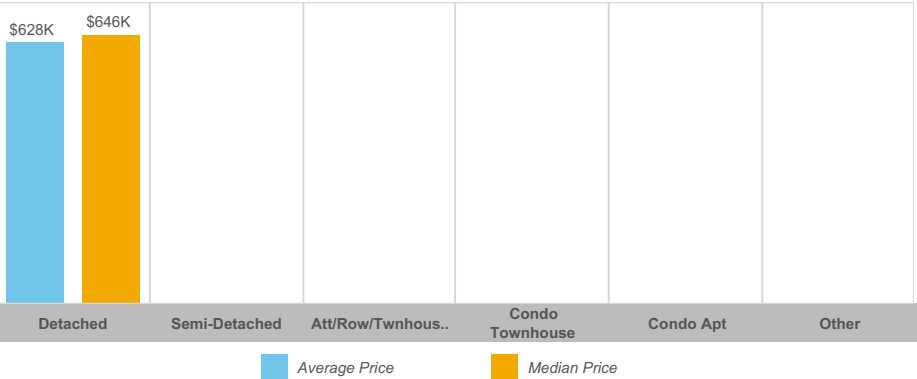 $628K
$646K
Detached
Semi-Detached
Att/Row/Twnhous..
Condo
Townhouse
Condo Apt
Other
Average Price
Median Price